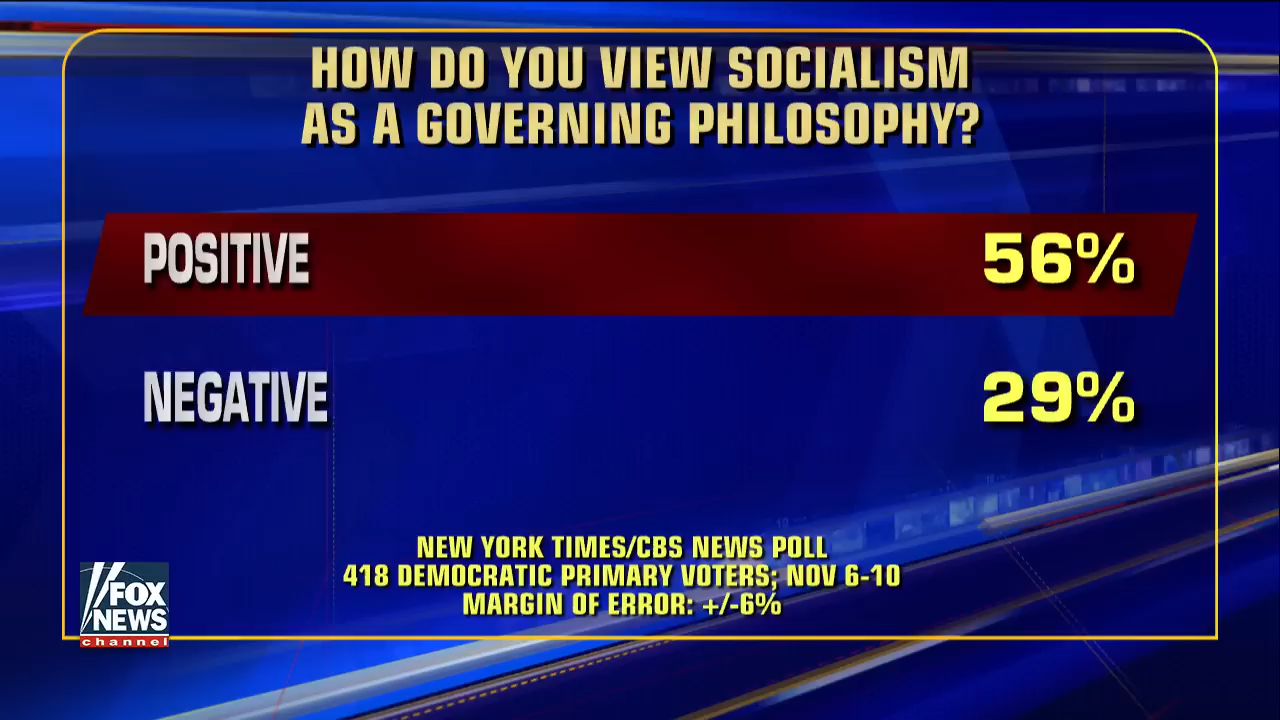 HOW DO YOU VIEW SOCIALISM
AS A GOVERNING PHILOSOPHY?
POSITIVE 56%
NEGATIVE 29%
NEW YORK TIMES/CBS NEWS POLL
418 DEMOCRATIC PRIMARY VOTERS; NOV 6-10
MARGIN OF ERROR: +/-6%
FOX
NEWS
channel